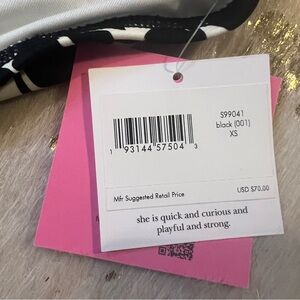 S99041
black (001)
XS
1 93144 57504 3
Mfr Suggested Retail Price
USD $70.00
she is quick and curious and
playful and strong.